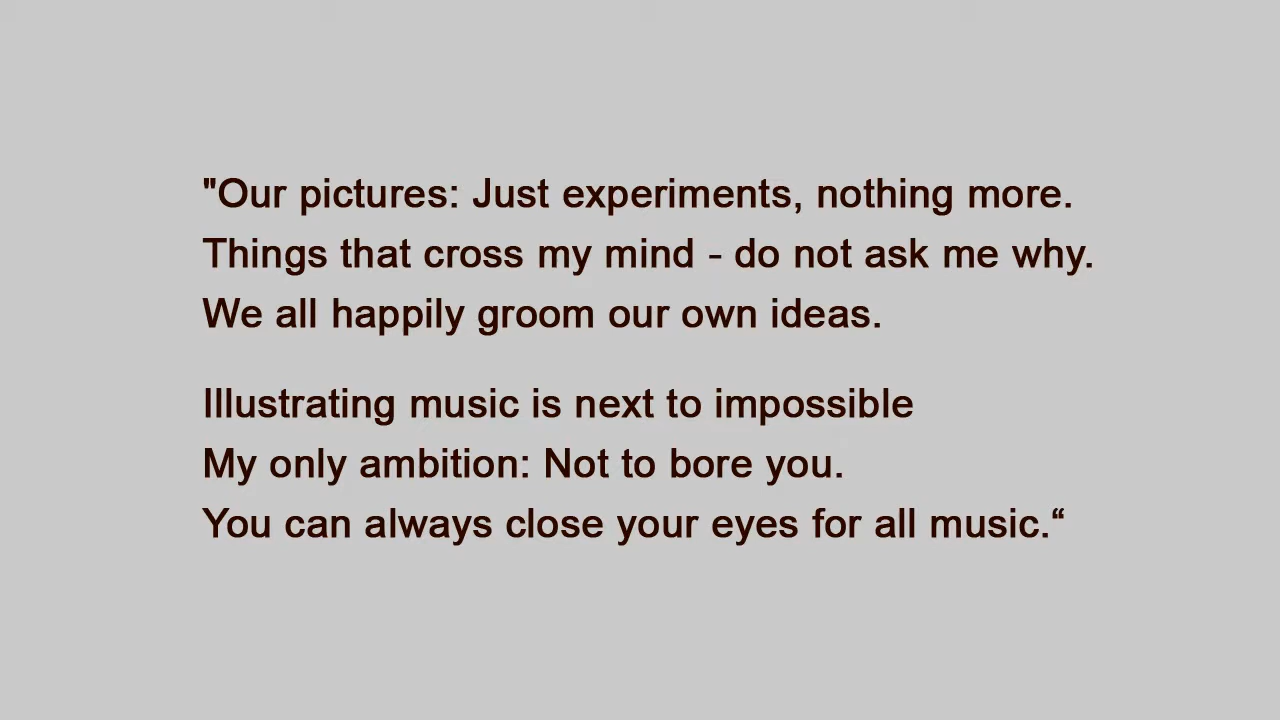 "Our pictures: Just experiments, nothing more.
Things that cross my mind - do not ask me why.
We all happily groom our own ideas.
Illustrating music is next to impossible
My only ambition: Not to bore you.
You can always close your eyes for all music.“